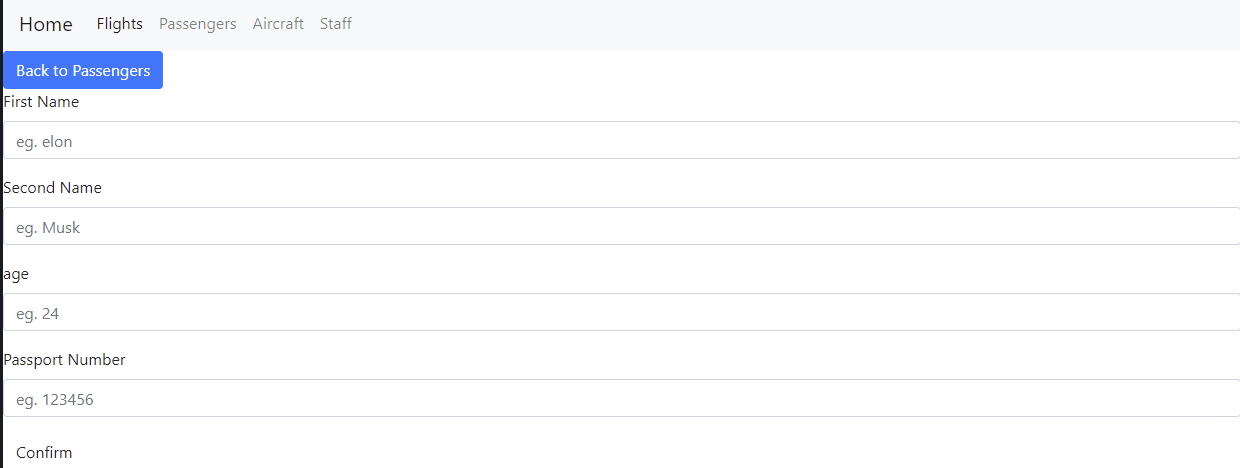 Home Flights Passengers Aircraft Staff
Back to Passengers
First Name
eg. elon
Second Name
eg. Musk
age
eg. 24
Passport Number
eg. 123456
Confirm